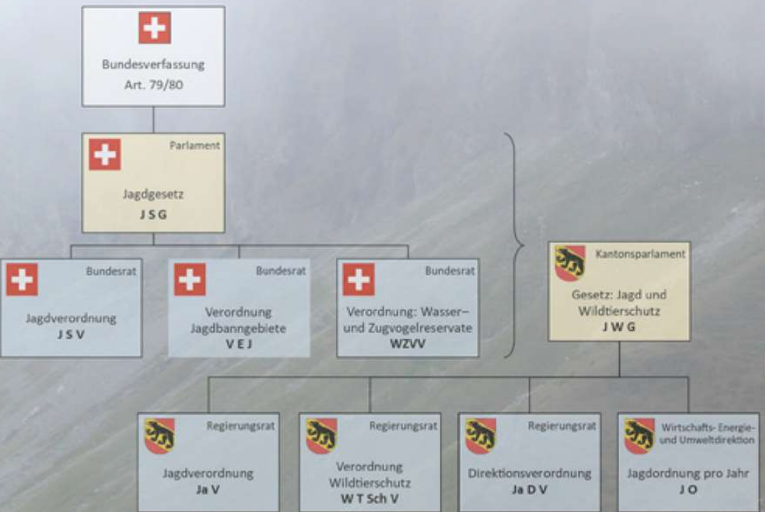 Bundesverfassung
Art. 79/80
Parlament
Jagdgesetz
J S G
Bundesrat
Jagdverordnung
J S V
Bundesrat
Verordnung
Jagdbanngebiete
V E J
Bundesrat
Verordnung: Wasser–
und Zugvogelreservate
WZVV
Kantonsparlament
Gesetz: Jagd und
Wildtierschutz
J W G
Regierungsrat
Jagdverordnung
Ja V
Regierungsrat
Verordnung
Wildtierschutz
W T Sch V
Regierungsrat
Direktionsverordnung
Ja D V
Wirtschafts- Energie-
und Umweltdirektion
Jagdordnung pro Jahr
J O